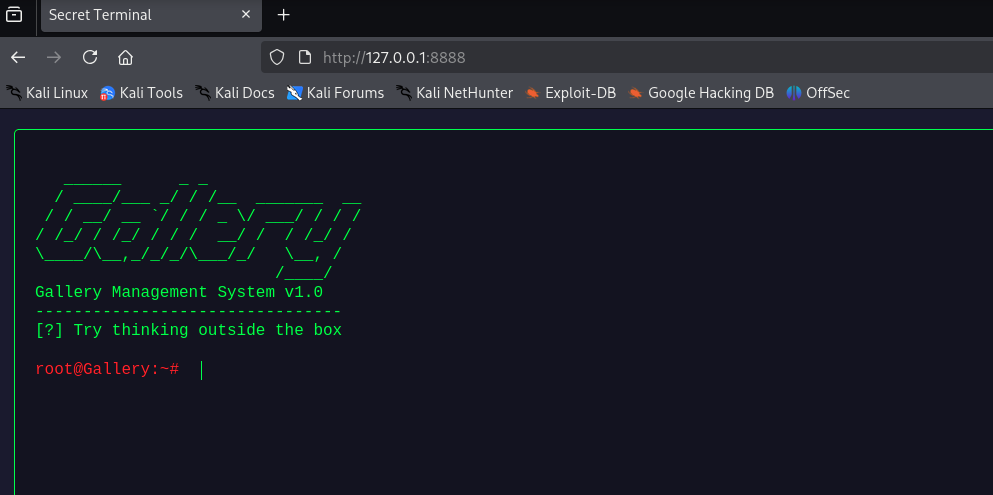 Secret Terminal
http://127.0.0.1:8888
Kali Linux Kali Tools Kali Docs Kali Forums Kali NetHunter Exploit-DB Google Hacking DB OffSec
Gallery
Gallery Management System v1.0
--------------------------------
[?] Try thinking outside the box
root@Gallery:~#